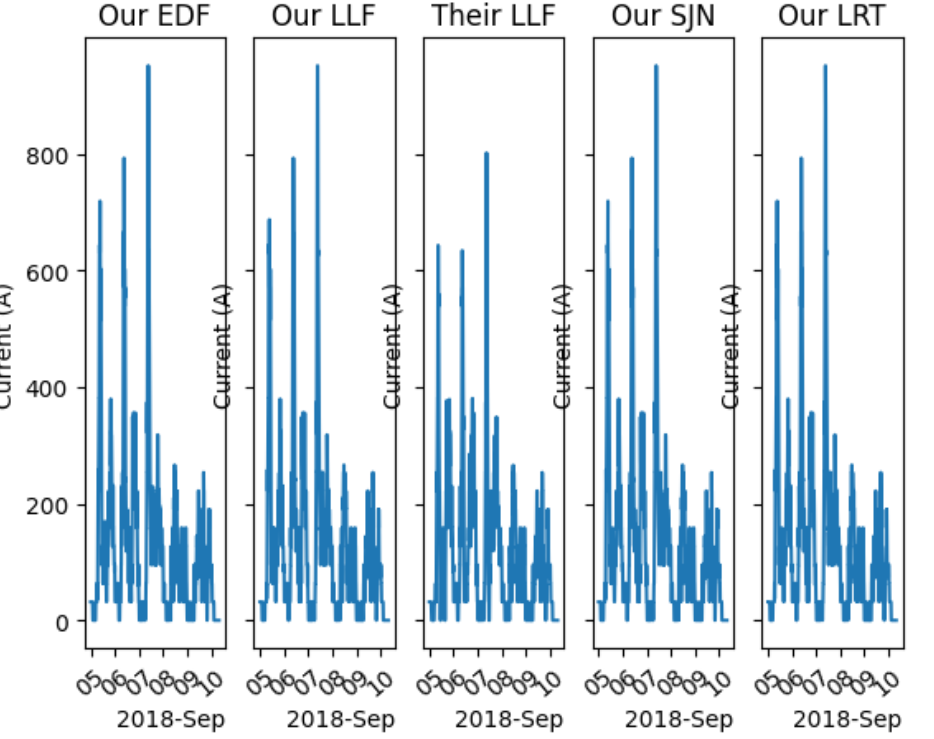 Our EDF Our LLF Their LLF Our SJN Our LRT
800
600
400
200
0
Current (A)
Current (A)
Current (A)
Current (A)
Current (A)
05 06 07 08 09 10 05 06 07 08 09 10 05 06 07 08 09 10 05 06 07 08 09 10 05 06 07 08 09 10
2018-Sep 2018-Sep 2018-Sep 2018-Sep 2018-Sep